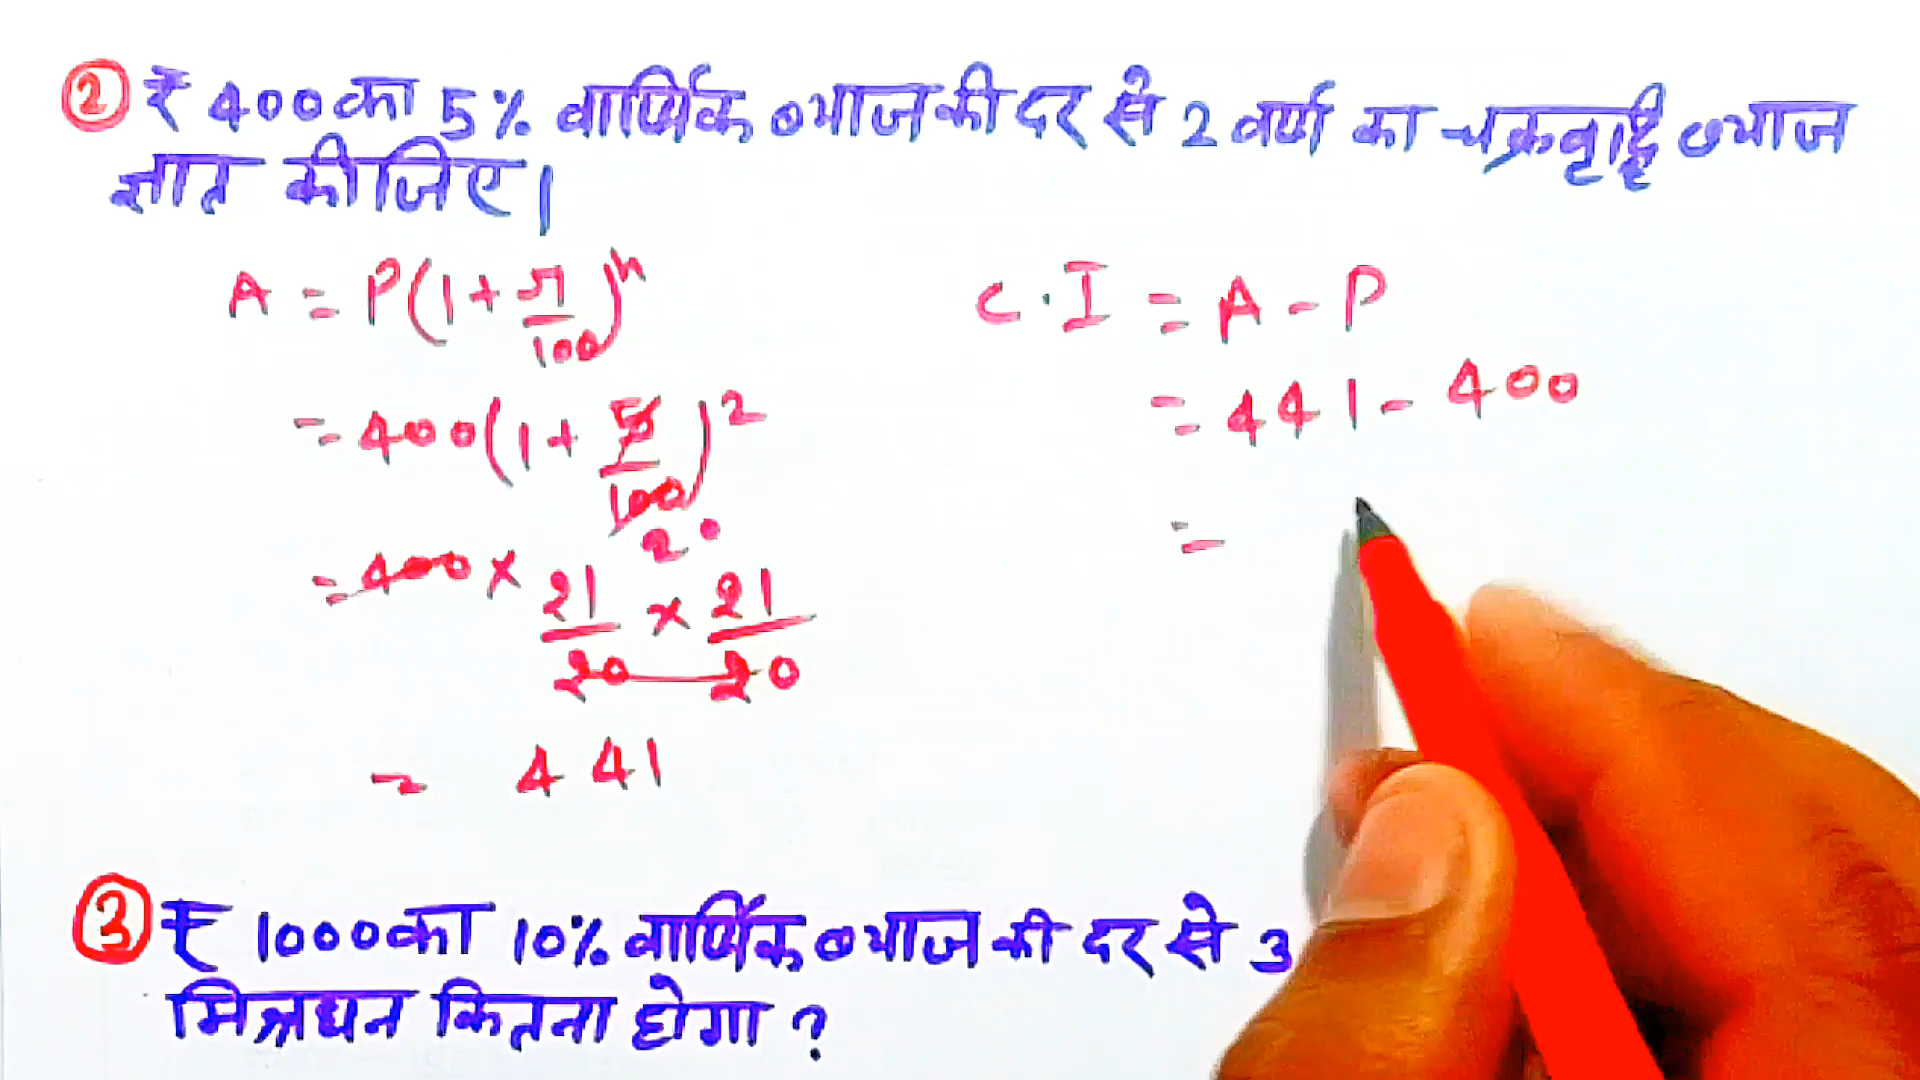 ② ₹ 400 का 5% वार्षिक ब्याज की दर से 2 वर्ष का चक्रवृद्धि ब्याज
ज्ञात कीजिए।
A = P(1 + r/100)^n
= 400(1 + 5/100)^2
20
= 400 × 21/20 × 21/20
= 441
C.I = A - P
= 441 - 400
=
③ ₹ 1000 का 10% वार्षिक ब्याज की दर से 3
मिश्रधन कितना होगा ?